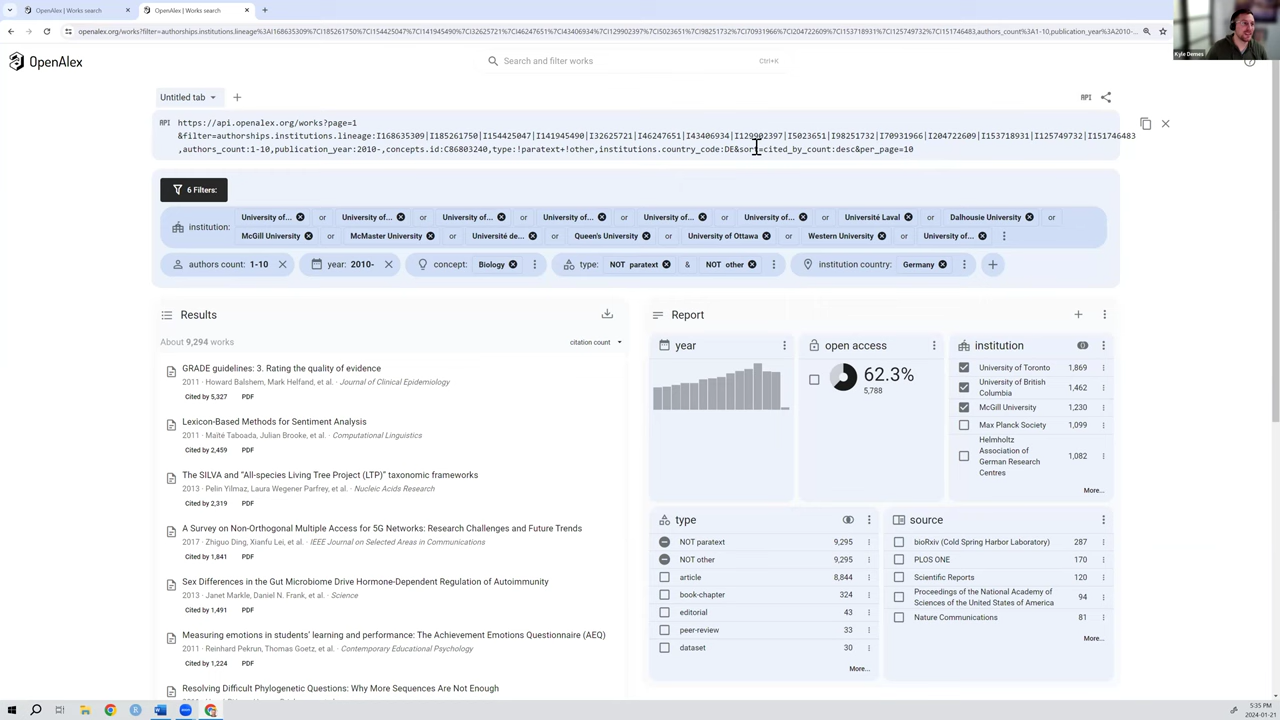 OpenAlex | Works search
OpenAlex | Works search
openalex.org/works?filter=authorships.institutions.lineage%3AI168635309%7CI185261750%7CI154425047%7CI141945490%7CI32625721%7CI46247651%7CI43406934%7CI129902397%7CI5023651%7CI98251732%7CI70931966%7CI204722609%7CI153718931%7CI125749732%7CI151746483,authors_count%3A1-10,publication_year%3A2010-...
Kyle Demes
OpenAlex
Search and filter works
Ctrl+K
Untitled tab
API
API
https://api.openalex.org/works?page=1
&filter=authorships.institutions.lineage:I168635309|I185261750|I154425047|I141945490|I32625721|I46247651|I43406934|I129902397|I5023651|I98251732|I70931966|I204722609|I153718931|I125749732|I151746483
,authors_count:1-10,publication_year:2010-,concepts.id:C86803240,type:!paratext+!other,institutions.country_code:DE&sort=cited_by_count:desc&per_page=10
6 Filters:
institution:
University of... or University of... or University of... or University of... or University of... or University of... or Université Laval or Dalhousie University or
McGill University or McMaster University or Université de... or Queen's University or University of Ottawa or Western University or University of...
authors count: 1-10
year: 2010-
concept: Biology
type: NOT paratext & NOT other
institution country: Germany
Results
About 9,294 works
citation count
GRADE guidelines: 3. Rating the quality of evidence
2011 · Howard Balshem, Mark Helfand, et al. · Journal of Clinical Epidemiology
Cited by 5,327 PDF
Lexicon-Based Methods for Sentiment Analysis
2011 · Maite Taboada, Julian Brooke, et al. · Computational Linguistics
Cited by 2,459 PDF
The SILVA and “All-species Living Tree Project (LTP)” taxonomic frameworks
2013 · Pelin Yilmaz, Laura Wegener Parfrey, et al. · Nucleic Acids Research
Cited by 2,319 PDF
A Survey on Non-Orthogonal Multiple Access for 5G Networks: Research Challenges and Future Trends
2017 · Zhiguo Ding, Xianfu Lei, et al. · IEEE Journal on Selected Areas in Communications
Cited by 1,841 PDF
Sex Differences in the Gut Microbiome Drive Hormone-Dependent Regulation of Autoimmunity
2013 · Janet Markle, Daniel N. Frank, et al. · Science
Cited by 1,491 PDF
Measuring emotions in students’ learning and performance: The Achievement Emotions Questionnaire (AEQ)
2011 · Reinhard Pekrun, Thomas Goetz, et al. · Contemporary Educational Psychology
Cited by 1,224 PDF
Resolving Difficult Phylogenetic Questions: Why More Sequences Are Not Enough
Report
year
open access
62.3%
5,788
institution
University of Toronto 1,869
University of British
Columbia 1,462
McGill University 1,230
Max Planck Society 1,099
Helmholtz
Association of
German Research
Centres 1,082
More...
type
NOT paratext 9,295
NOT other 9,295
article 8,844
book-chapter 324
editorial 43
peer-review 33
dataset 30
More...
source
bioRxiv (Cold Spring Harbor Laboratory) 287
PLOS ONE 170
Scientific Reports 120
Proceedings of the National Academy of
Sciences of the United States of America 94
Nature Communications 81
More...
5:35 PM
2024-01-21